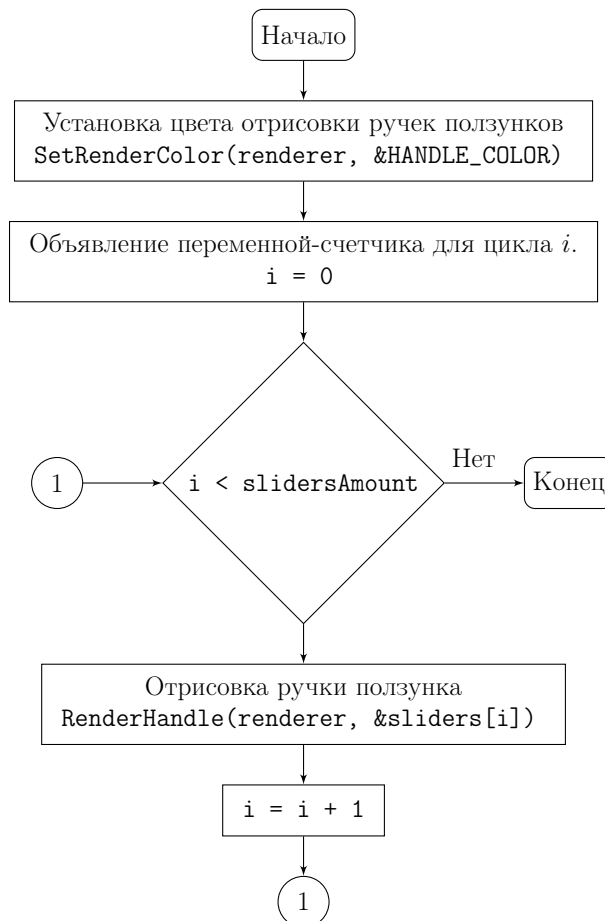 Начало
Установка цвета отрисовки ручек ползунков
SetRenderColor(renderer, &HANDLE_COLOR)
Объявление переменной-счетчика для цикла i.
i = 0
1
i < slidersAmount
Нет
Конец
Отрисовка ручки ползунка
RenderHandle(renderer, &sliders[i])
i = i + 1
1